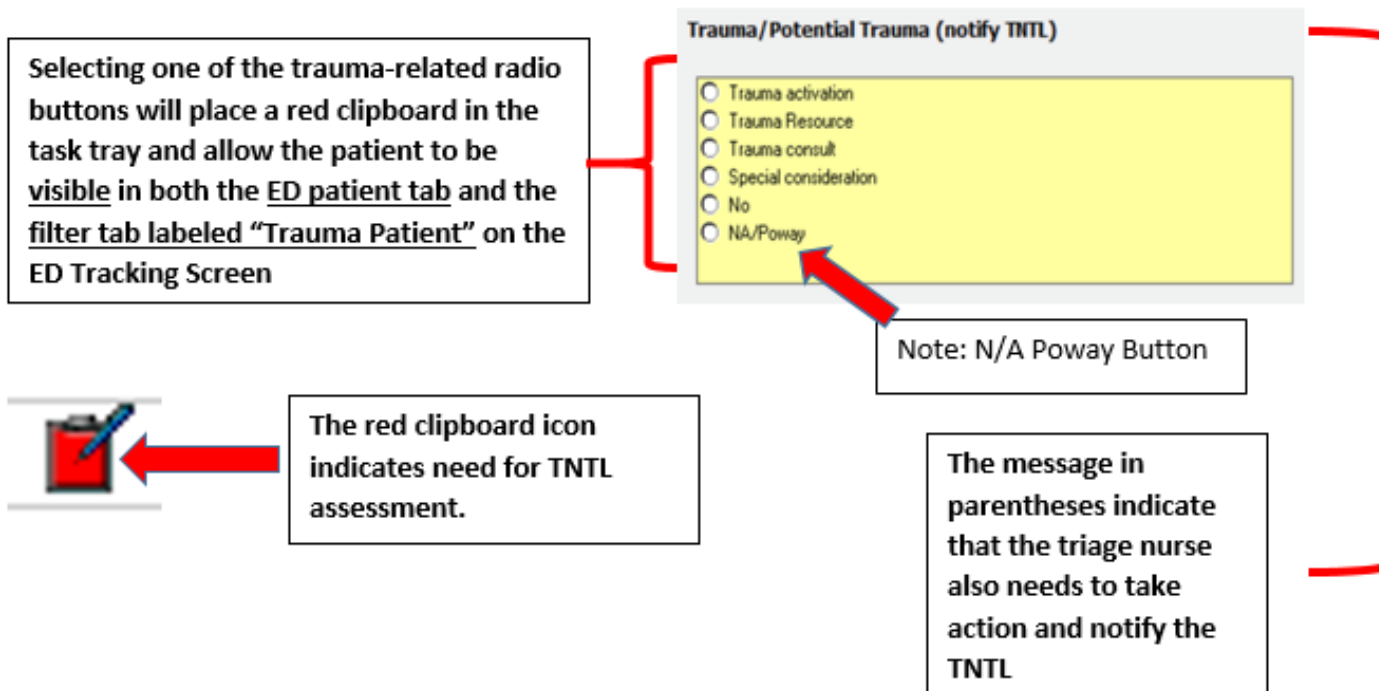 Selecting one of the trauma-related radio
buttons will place a red clipboard in the
task tray and allow the patient to be
visible in both the ED patient tab and the
filter tab labeled “Trauma Patient” on the
ED Tracking Screen
Trauma/Potential Trauma (notify TNTL)
Trauma activation
Trauma Resource
Trauma consult
Special consideration
No
NA/Poway
Note: N/A Poway Button
The red clipboard icon
indicates need for TNTL
assessment.
The message in
parentheses indicate
that the triage nurse
also needs to take
action and notify the
TNTL